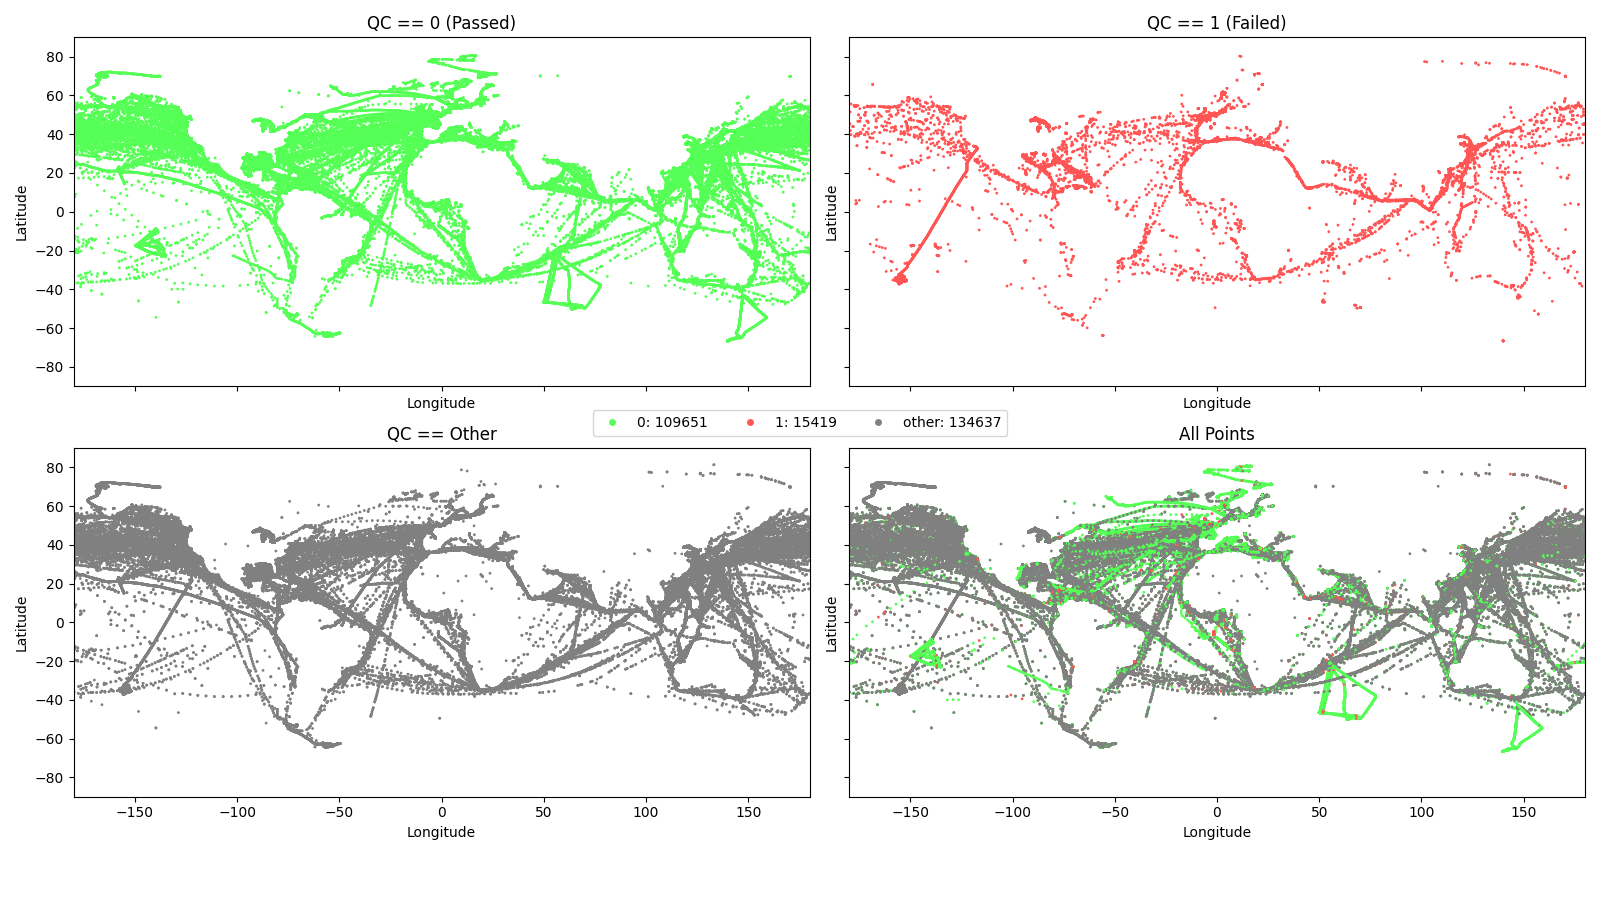 QC == 0 (Passed)
QC == 1 (Failed)
80
60
40
20
0
−20
−40
−60
−80
Latitude
Latitude
Longitude
Longitude
0: 109651
1: 15419
other: 134637
QC == Other
All Points
80
60
40
20
0
−20
−40
−60
−80
Latitude
Latitude
−150
−100
−50
0
50
100
150
−150
−100
−50
0
50
100
150
Longitude
Longitude